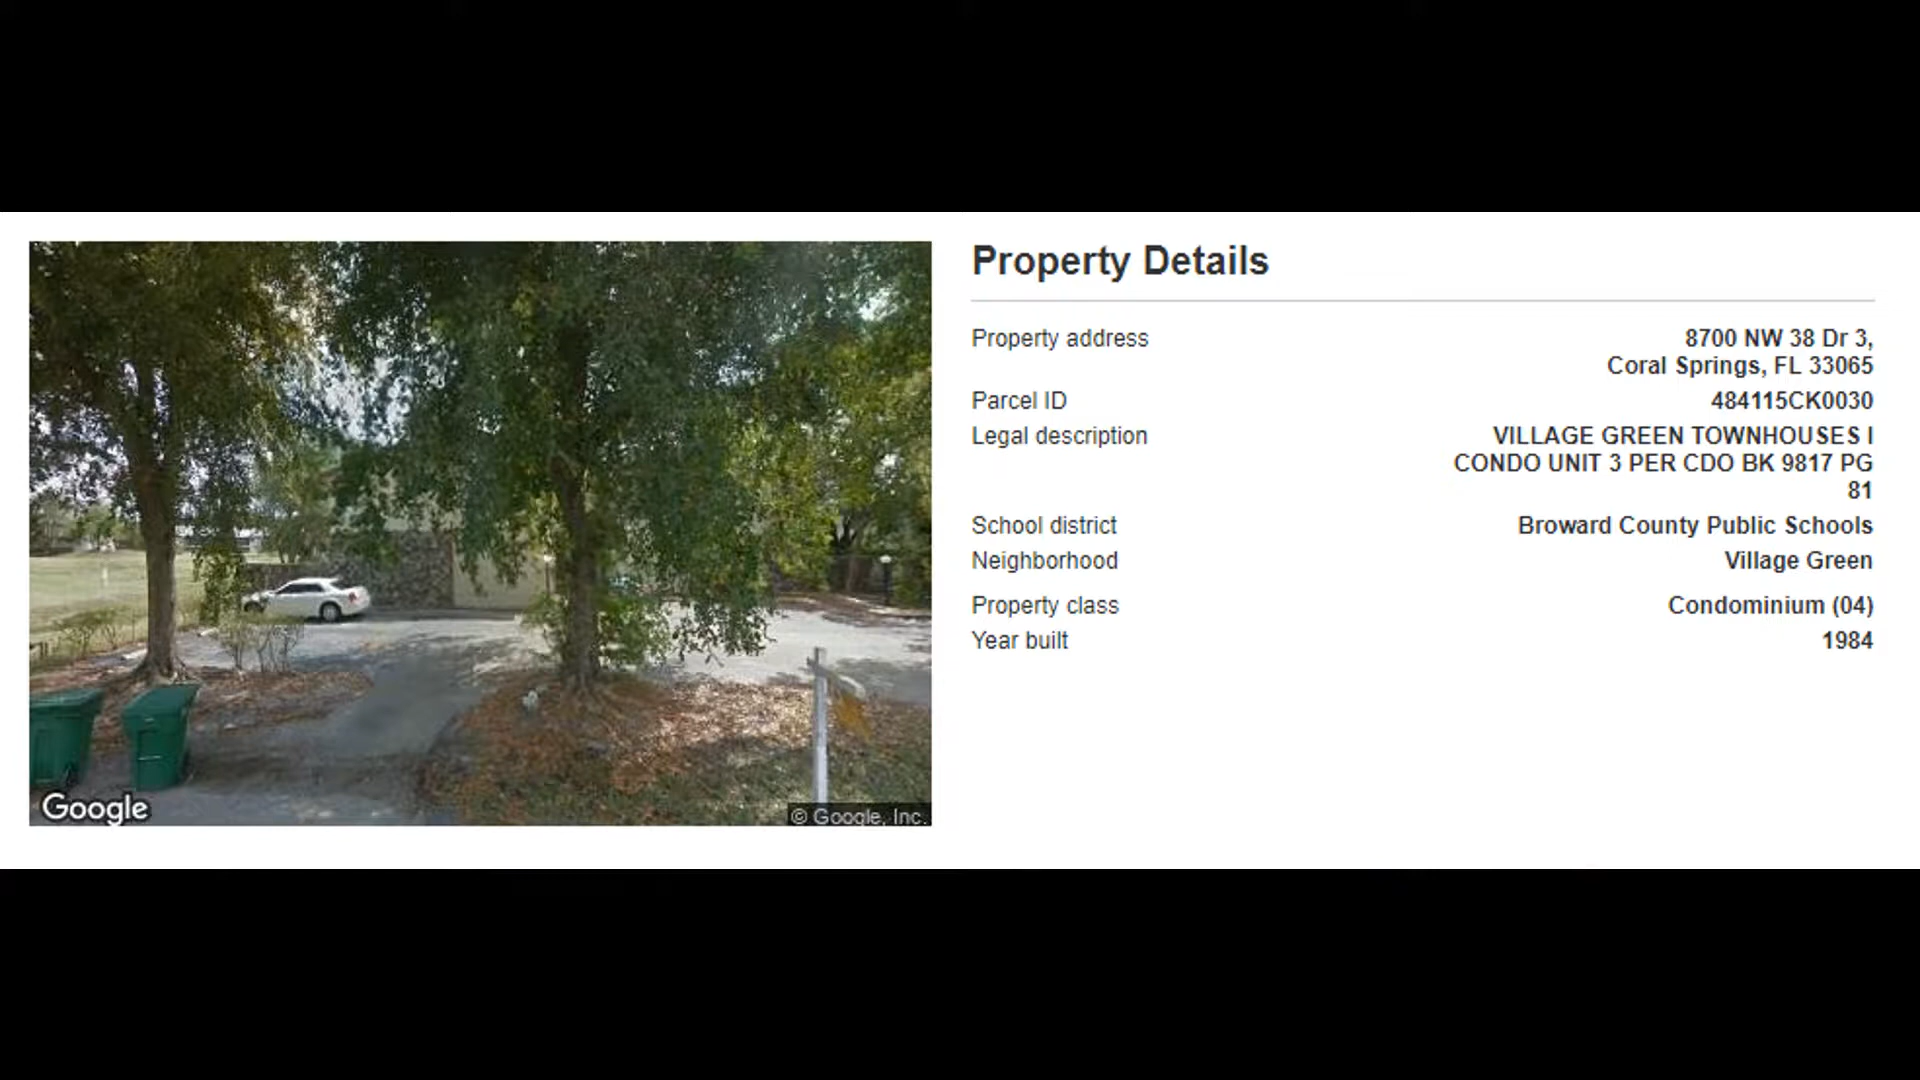 Property Details
Property address
8700 NW 38 Dr 3,
Coral Springs, FL 33065
Parcel ID
484115CK0030
Legal description
VILLAGE GREEN TOWNHOUSES I
CONDO UNIT 3 PER CDO BK 9817 PG
81
School district
Broward County Public Schools
Neighborhood
Village Green
Property class
Condominium (04)
Year built
1984
Google
© Google, Inc.